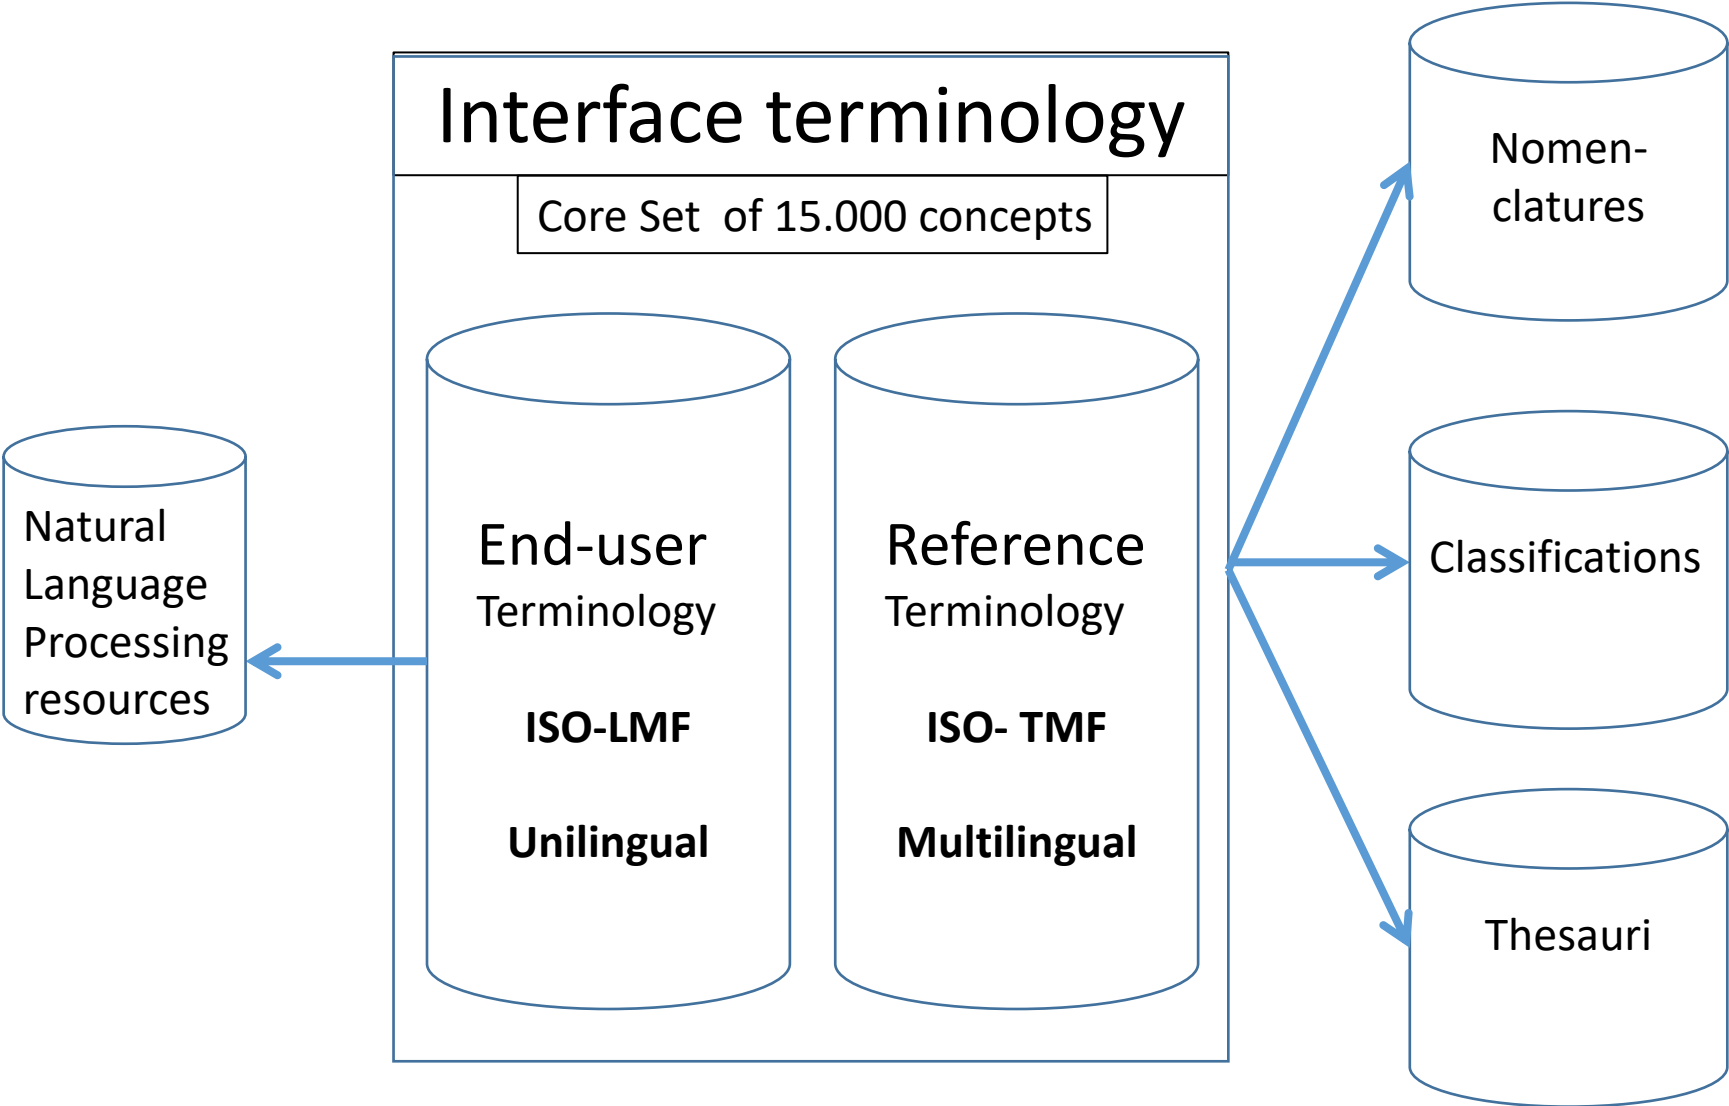 Interface terminology
Core Set  of 15.000 concepts
Natural
Language
Processing
resources
End-user
Terminology
ISO-LMF
Unilingual
Reference
Terminology
ISO- TMF
Multilingual
Nomen-
clatures
Classifications
Thesauri